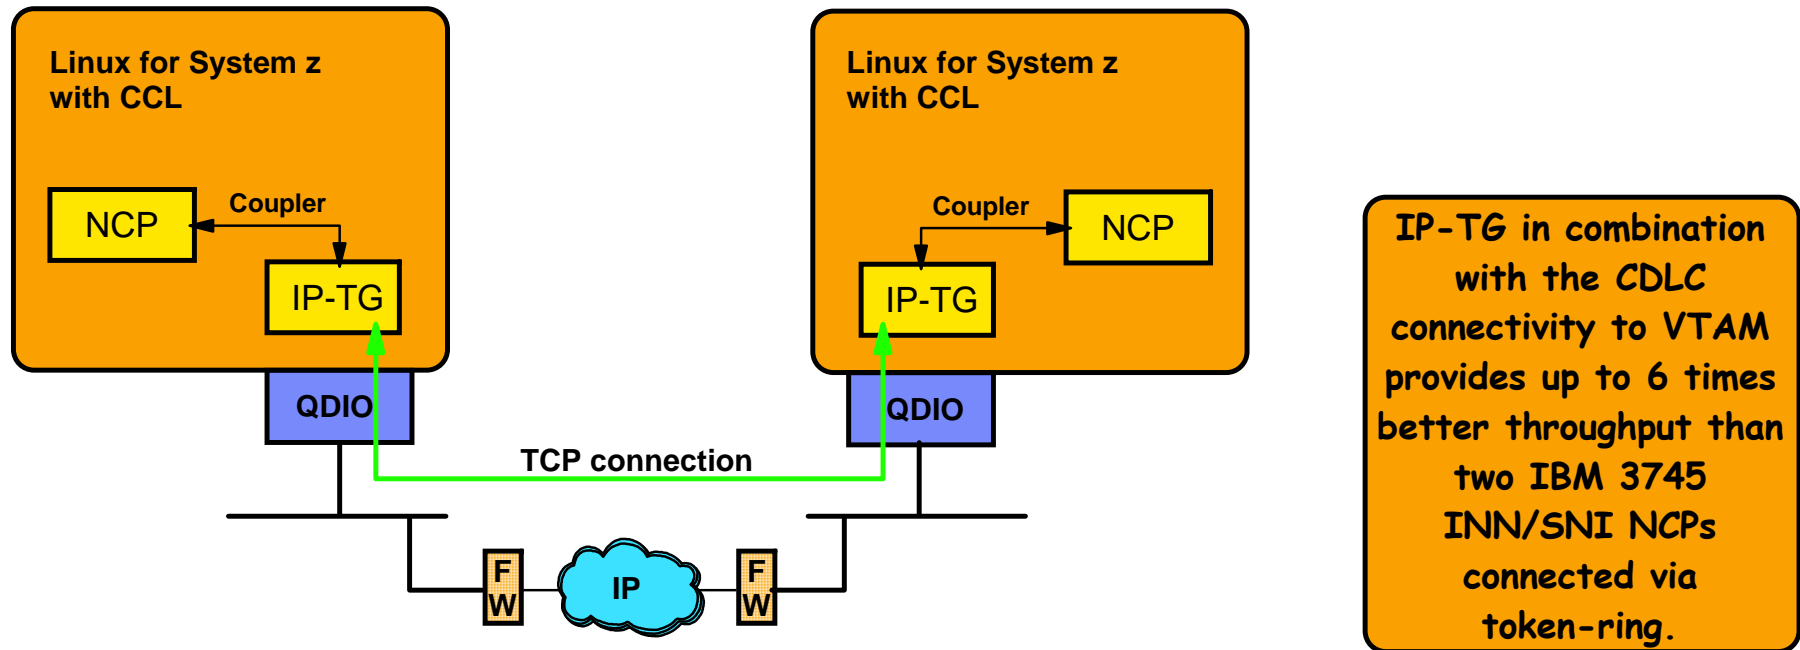 Linux for System z
with CCL
NCP
Coupler
IP-TG
QDIO
Linux for System z
with CCL
Coupler
NCP
IP-TG
QDIO
TCP connection
F
W
IP
F
W
IP-TG in combination
with the CDLC
connectivity to VTAM
provides up to 6 times
better throughput than
two IBM 3745
INN/SNI NCPs
connected via
token-ring.